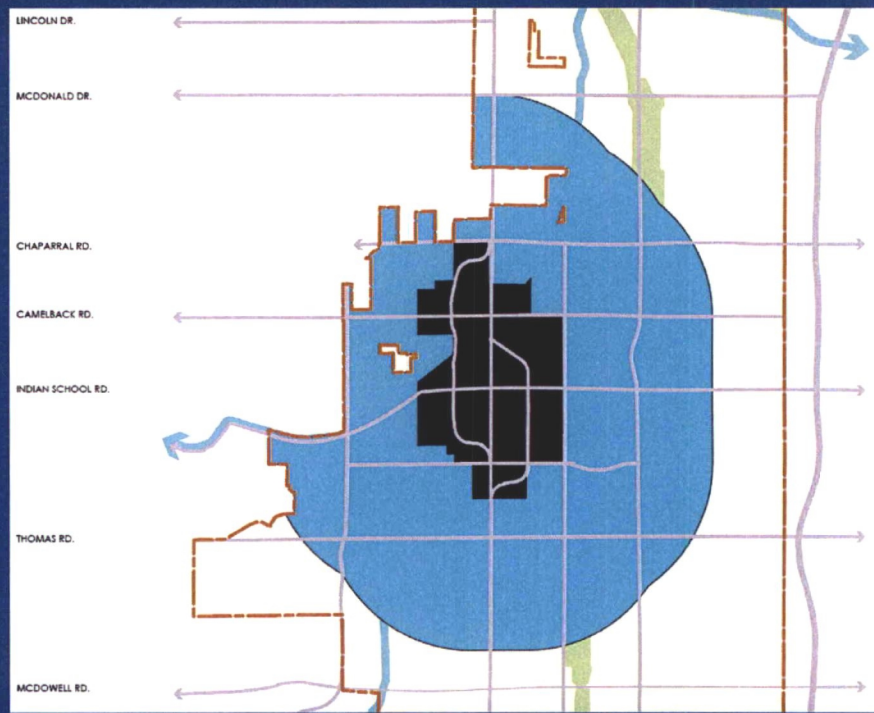 LINCOLN DR.
MCDONALD DR.
CHAPARRAL RD.
CAMELBACK RD.
INDIAN SCHOOL RD.
THOMAS RD.
MCDOWELL RD.